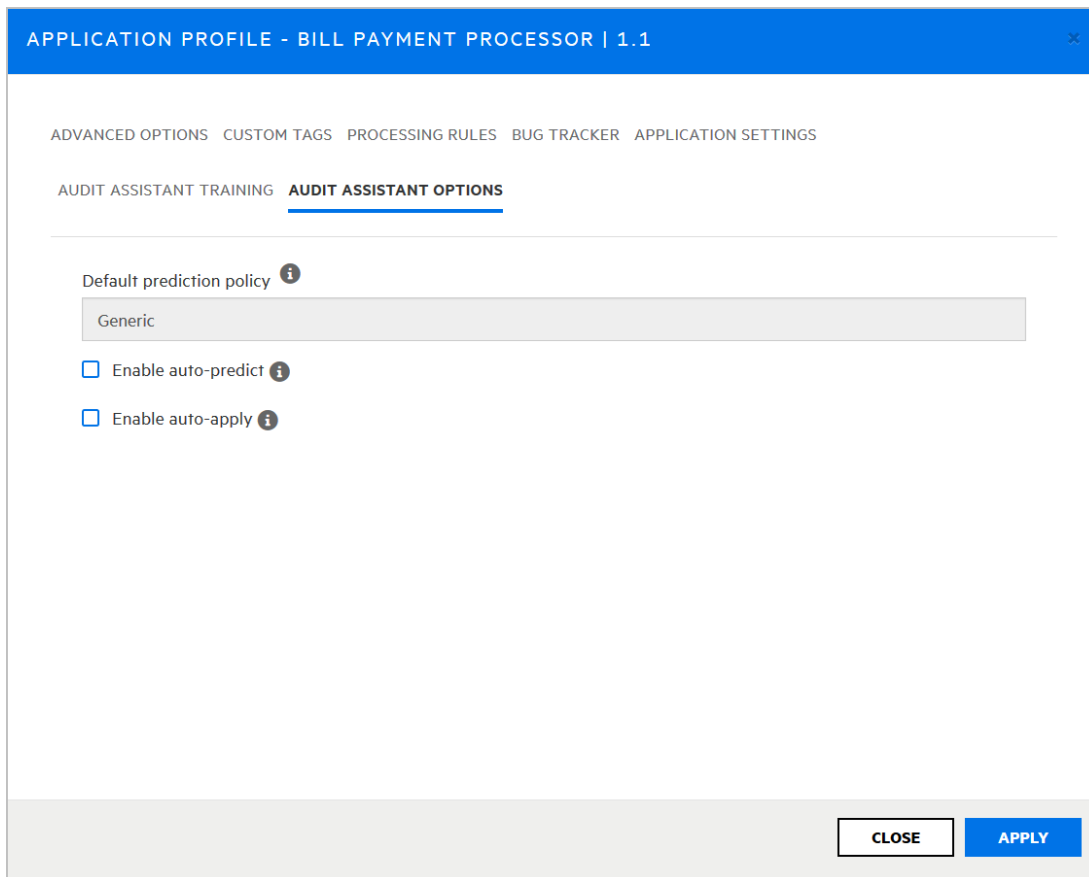 APPLICATION PROFILE - BILL PAYMENT PROCESSOR | 1.1
ADVANCED OPTIONS CUSTOM TAGS PROCESSING RULES BUG TRACKER APPLICATION SETTINGS
AUDIT ASSISTANT TRAINING AUDIT ASSISTANT OPTIONS
Default prediction policy
Generic
Enable auto-predict
Enable auto-apply
CLOSE APPLY